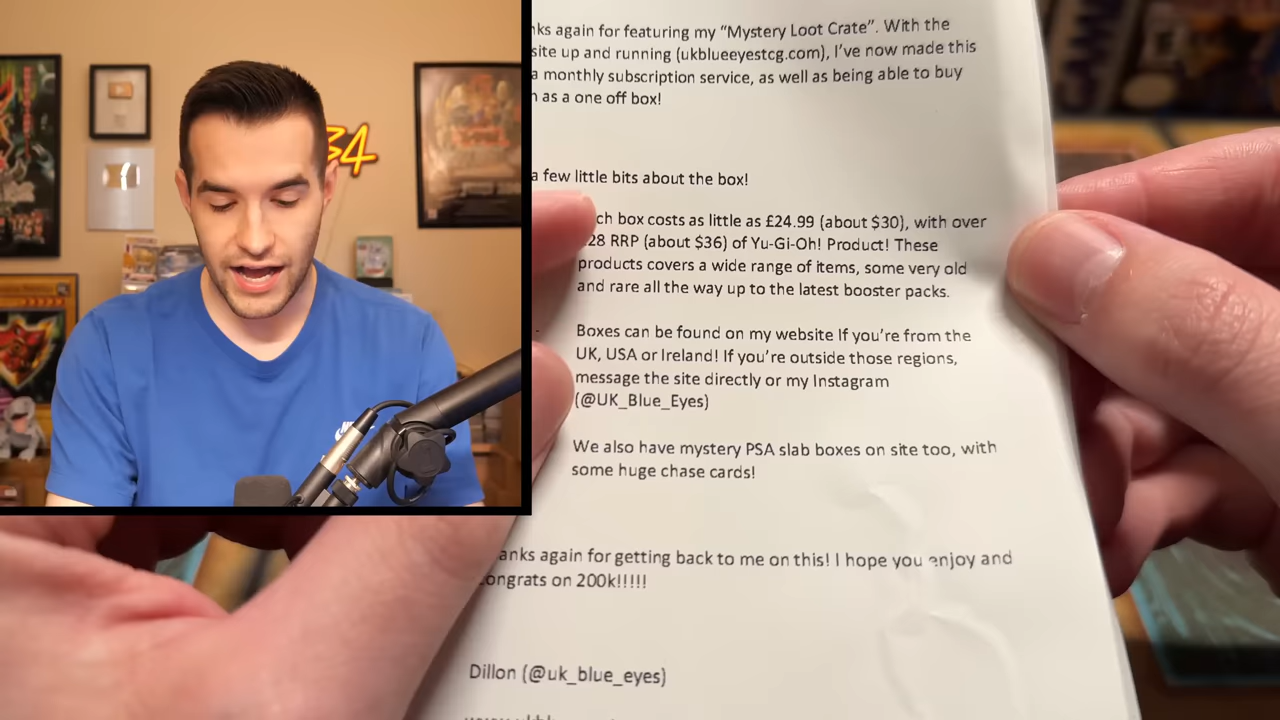 again for featuring my “Mystery Loot Crate”. With the
site up and running (ukblueeyestcg.com), I’ve now made this
a monthly subscription service, as well as being able to buy
as a one off box!
a few little bits about the box!
box costs as little as £24.99 (about $30), with over
28 RRP (about $36) of Yu-Gi-Oh! Product! These
products covers a wide range of items, some very old
and rare all the way up to the latest booster packs.
Boxes can be found on my website If you’re from the
UK, USA or Ireland! If you’re outside those regions,
message the site directly or my Instagram
(@UK_Blue_Eyes)
We also have mystery PSA slab boxes on site too, with
some huge chase cards!
anks again for getting back to me on this! I hope you enjoy and
ongrats on 200k!!!!!
Dillon (@uk_blue_eyes)
34